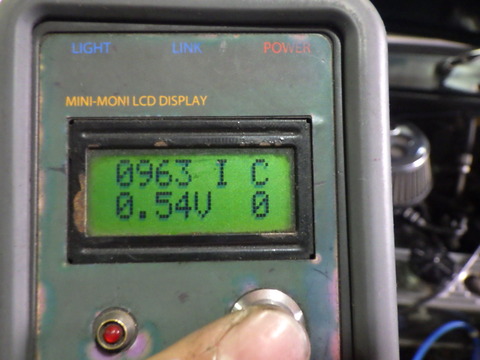 LIGHT LINK POWER
MINI-MONI LCD DISPLAY
0963 I C
0.54V 0